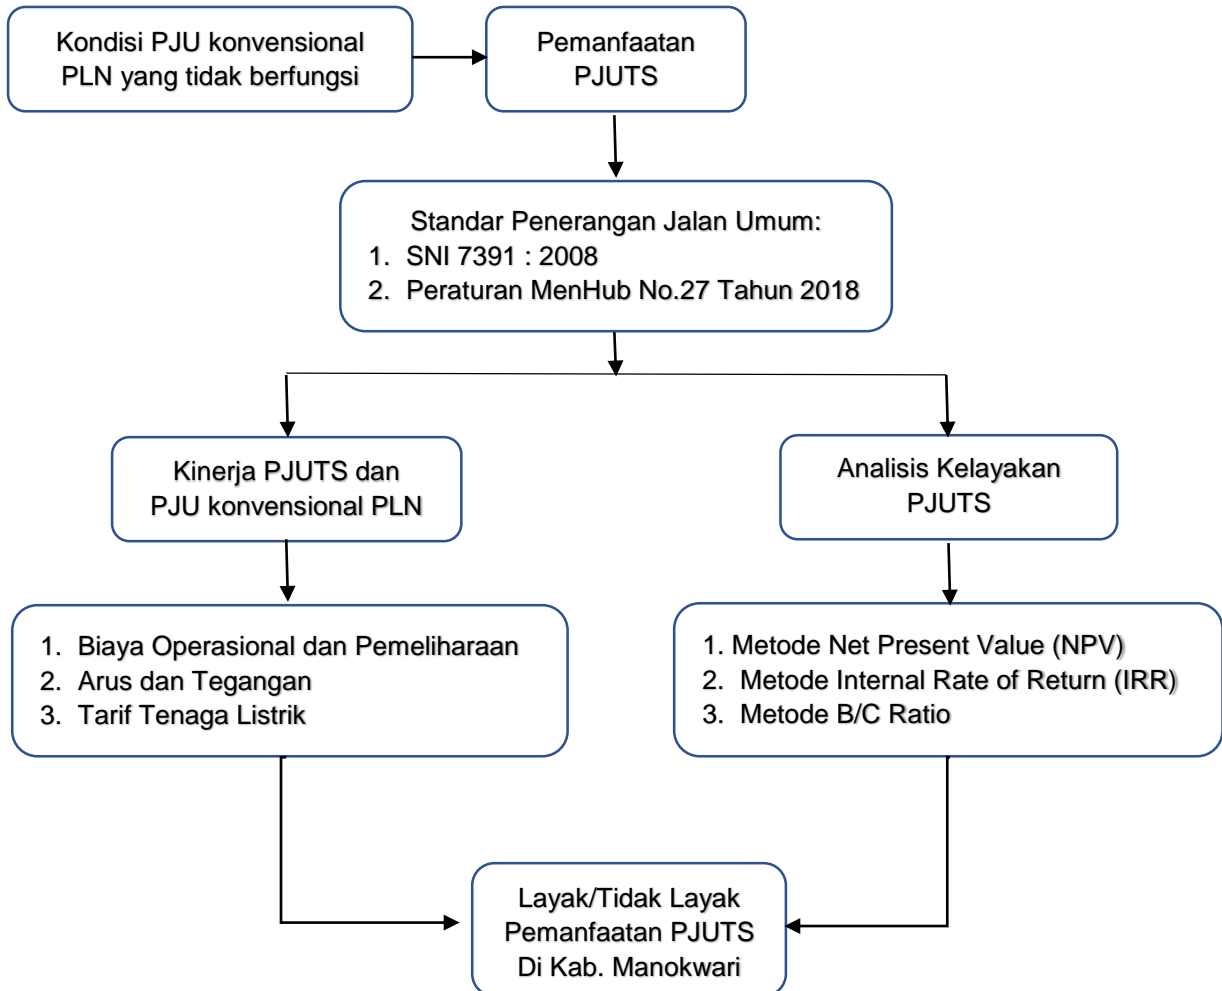 Kondisi PJU konvensional
PLN yang tidak berfungsi
Pemanfaatan
PJUTS
Standar Penerangan Jalan Umum:
1. SNI 7391 : 2008
2. Peraturan MenHub No.27 Tahun 2018
Kinerja PJUTS dan
PJU konvensional PLN
Analisis Kelayakan
PJUTS
1. Biaya Operasional dan Pemeliharaan
2. Arus dan Tegangan
3. Tarif Tenaga Listrik
1. Metode Net Present Value (NPV)
2. Metode Internal Rate of Return (IRR)
3. Metode B/C Ratio
Layak/Tidak Layak
Pemanfaatan PJUTS
Di Kab. Manokwari